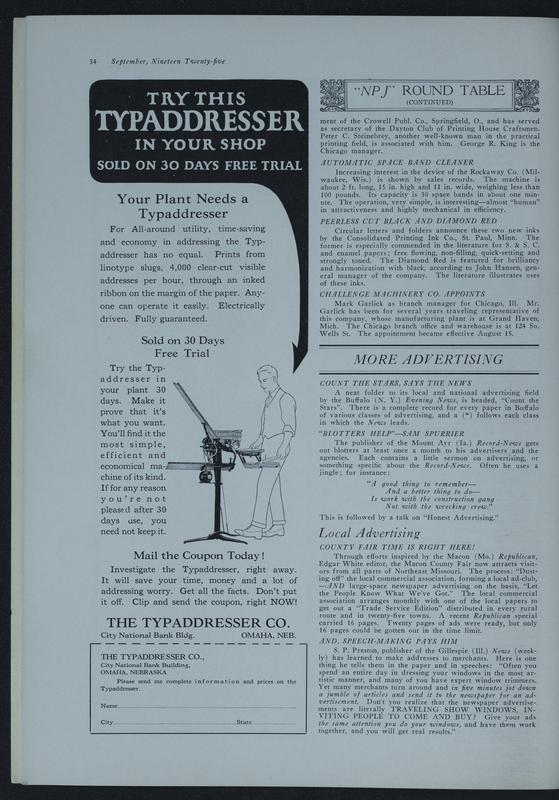 34 September, Nineteen Twenty-five
TRY THIS
TYPADDRESSER
IN YOUR SHOP
SOLD ON 30 DAYS FREE TRIAL
Your Plant Needs a
Typaddresser
For All-around utility, time-saving
and economy in addressing the Typ-
addresser has no equal. Prints from
linotype slugs, 4,000 clear-cut visible
addresses per hour, through an inked
ribbon on the margin of the paper. Any-
one can operate it easily. Electrically
driven. Fully guaranteed.
Sold on 30 Days
Free Trial
Try the Typ-
addresser in
your plant 30
days. Make it
prove that it's
what you want.
You'll find it the
most simple,
efficient and
economical ma-
chine of its kind.
If for any reason
you're not
pleased after 30
days use, you
need not keep it.
Mail the Coupon Today!
Investigate the Typaddresser, right away.
It will save your time, money and a lot of
addressing worry. Get all the facts. Don't put
it off. Clip and send the coupon, right NOW!
THE TYPADDRESSER CO.
City National Bank Bldg. OMAHA, NEB.
THE TYPADDRESSER CO.,
City National Bank Building,
OMAHA, NEBRASKA
Please send me complete information and prices on the
Typaddresser.
Name
City State
"NPJ" ROUND TABLE
(CONTINUED)
ment of the Crowell Publ. Co., Springfield, O., and has served
as secretary of the Dayton Club of Printing House Craftsmen.
Peter C. Steinebrey, another well-known man in the practical
printing field, is associated with him. George R. King is the
Chicago manager.
AUTOMATIC SPACE BAND CLEANER
Increasing interest in the device of the Rockaway Co. (Mil-
waukee, Wis.) is shown by sales records. The machine is
about 2 ft. long, 15 in. high and 11 in. wide, weighing less than
100 pounds. Its capacity is 30 space bands in about one min-
ute. The operation, very simple, is interesting—almost "human"
in attractiveness and highly mechanical in efficiency.
PEERLESS CUT BLACK AND DIAMOND RED
Circular letters and folders announce these two new inks
by the Consolidated Printing Ink Co., St. Paul, Minn. The
former is especially commended in the literature for S. & S. C.
and enamel papers; free flowing, non-filling, quick-setting and
strongly toned. The Diamond Red is featured for brilliancy
and harmonization with black, according to John Hansen, gen-
eral manager of the company. The literature illustrates uses
of these inks.
CHALLENGE MACHINERY CO. APPOINTS
Mark Garlick as branch manager for Chicago, Ill. Mr.
Garlick has been for several years traveling representative of
this company, whose manufacturing plant is at Grand Haven,
Mich. The Chicago branch office and warehouse is at 124 So.
Wells St. The appointment became effective August 15.
MORE ADVERTISING
COUNT THE STARS, SAYS THE NEWS
A neat folder to its local and national advertising field
by the Buffalo (N. Y.) Evening News, is headed, "Count the
Stars". There is a complete record for every paper in Buffalo
of various classes of advertising, and a (*) follows each class
in which the News leads.
"BLOTTERS HELP"—SAM SPURRIER
The publisher of the Mount Ayr (Ia.) Record-News gets
out blotters at least once a month to his advertisers and the
agencies. Each contains a little sermon on advertising, or
something specific about the Record-News. Often he uses a
jingle; for instance:
"A good thing to remember—
And a better thing to do—
Is work with the construction gang
Not with the wrecking crew."
This is followed by a talk on "Honest Advertising."
Local Advertising
COUNTY FAIR TIME IS RIGHT HERE!
Through efforts inspired by the Macon (Mo.) Republican,
Edgar White editor, the Macon County Fair now attracts visit-
ors from all parts of Northeast Missouri. The process: "Dust-
ing off" the local commercial association, forming a local ad-club,
—AND large-space newspaper advertising on the basis, "Let
the People Know What We've Got." The local commercial
association arranges monthly with one of the local papers to
get out a "Trade Service Edition" distributed in every rural
route and in twenty-five towns. A recent Republican special
carried 16 pages. Twenty pages of ads were ready, but only
16 pages could be gotten out in the time limit.
AND, SPEECH-MAKING PAYS HIM
S. P. Preston, publisher of the Gillespie (Ill.) News (week-
ly) has learned to make addresses to merchants. Here is one
thing he tells them in the paper and in speeches: "Often you
spend an entire day in dressing your windows in the most ar-
tistic manner, and many of you have expert window trimmers.
Yet many merchants turn around and in five minutes jot down
a jumble of articles and send it to the newspaper for an ad-
vertisement. Don't you realize that the newspaper advertise-
ments are literally TRAVELING SHOW WINDOWS, IN-
VITING PEOPLE TO COME AND BUY? Give your ads
the same attention you do your windows, and have them work
together, and you will get real results."